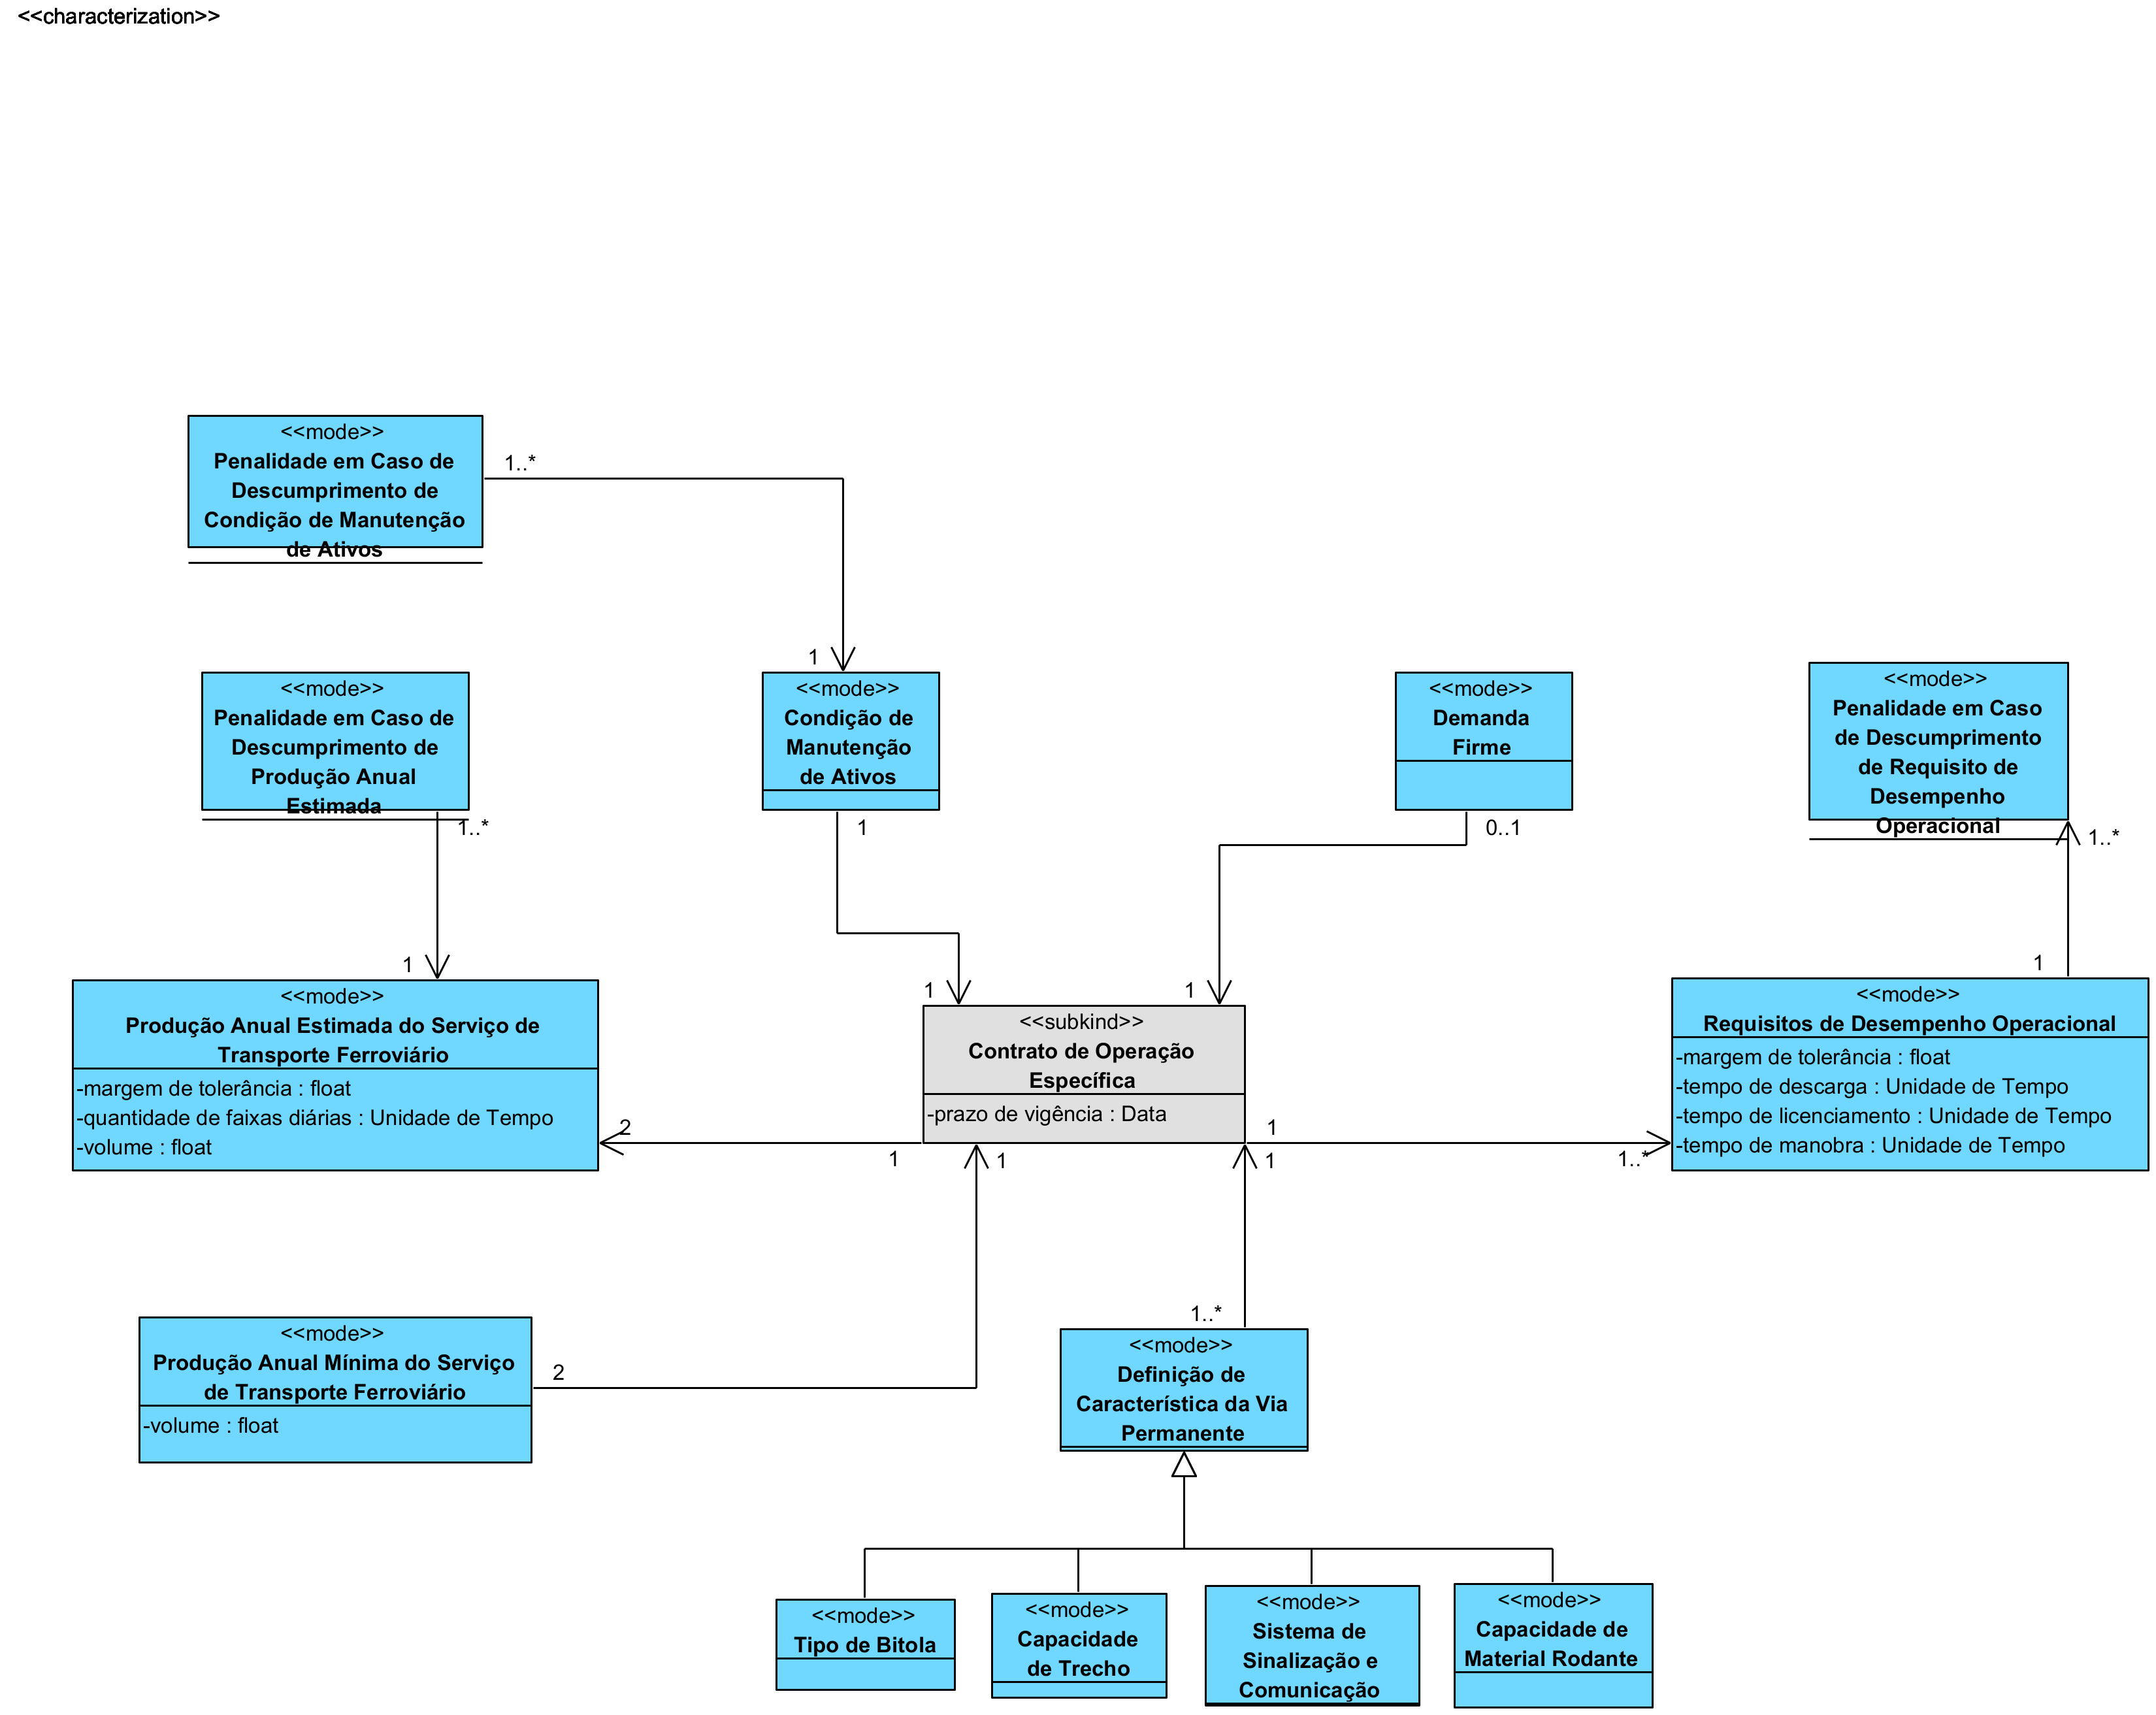 <<characterization>>
<<mode>>
Penalidade em Caso de
Descumprimento de
Condição de Manutenção
de Ativos
1..*
1
<<mode>>
Penalidade em Caso de
Descumprimento de
Produção Anual
Estimada
1..*
1
<<mode>>
Condição de
Manutenção
de Ativos
1
1
<<mode>>
Demanda
Firme
0..1
1
<<mode>>
Penalidade em Caso
de Descumprimento
de Requisito de
Desempenho
Operacional
1..*
1
<<mode>>
Produção Anual Estimada do Serviço de
Transporte Ferroviário
-margem de tolerância : float
-quantidade de faixas diárias : Unidade de Tempo
-volume : float
2
1
<<subkind>>
Contrato de Operação
Específica
-prazo de vigência : Data
1
1..*
<<mode>>
Requisitos de Desempenho Operacional
-margem de tolerância : float
-tempo de descarga : Unidade de Tempo
-tempo de licenciamento : Unidade de Tempo
-tempo de manobra : Unidade de Tempo
1
1
<<mode>>
Produção Anual Mínima do Serviço
de Transporte Ferroviário
-volume : float
2
1..*
<<mode>>
Definição de
Característica da Via
Permanente
<<mode>>
Tipo de Bitola
<<mode>>
Capacidade
de Trecho
<<mode>>
Sistema de
Sinalização e
Comunicação
<<mode>>
Capacidade de
Material Rodante